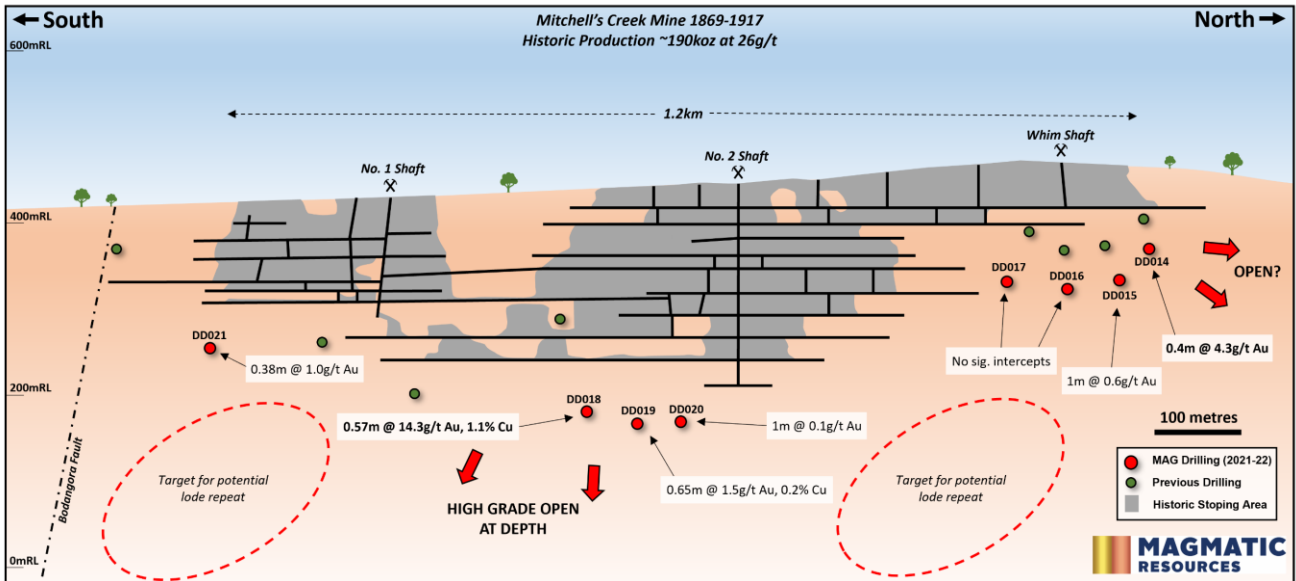 South
Mitchell's Creek Mine 1869-1917
Historic Production ~190koz at 26g/t
North
600mRL
1.2km
Whim Shaft
No. 2 Shaft
No. 1 Shaft
400mRL
DD014
DD017
DD016
DD015
OPEN?
DD021
0.38m @ 1.0g/t Au
No sig. intercepts
0.4m @ 4.3g/t Au
1m @ 0.6g/t Au
200mRL
DD018
DD019
DD020
0.57m @ 14.3g/t Au, 1.1% Cu
1m @ 0.1g/t Au
100 metres
Bodangora Fault
Target for potential
lode repeat
HIGH GRADE OPEN
AT DEPTH
0.65m @ 1.5g/t Au, 0.2% Cu
Target for potential
lode repeat
MAG Drilling (2021-22)
Previous Drilling
Historic Stoping Area
MAGMATIC
RESOURCES
0mRL